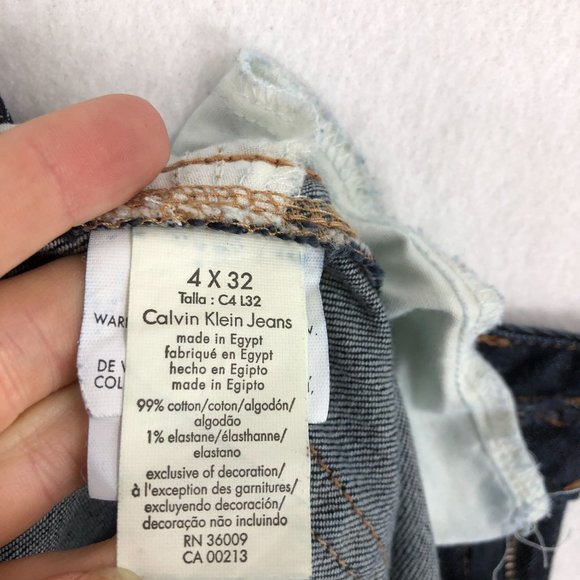 4 X 32
Talla : C4 L32
Calvin Klein Jeans
made in Egypt
fabriqué en Egypt
hecho en Egipto
made in Egipto
99% cotton/coton/algodón/
algodão
1% elastane/élasthanne/
elastano
exclusive of decoration/
à l'exception des garnitures/
excluyendo decoración/
decoração não incluindo
RN 36009
CA 00213
DE